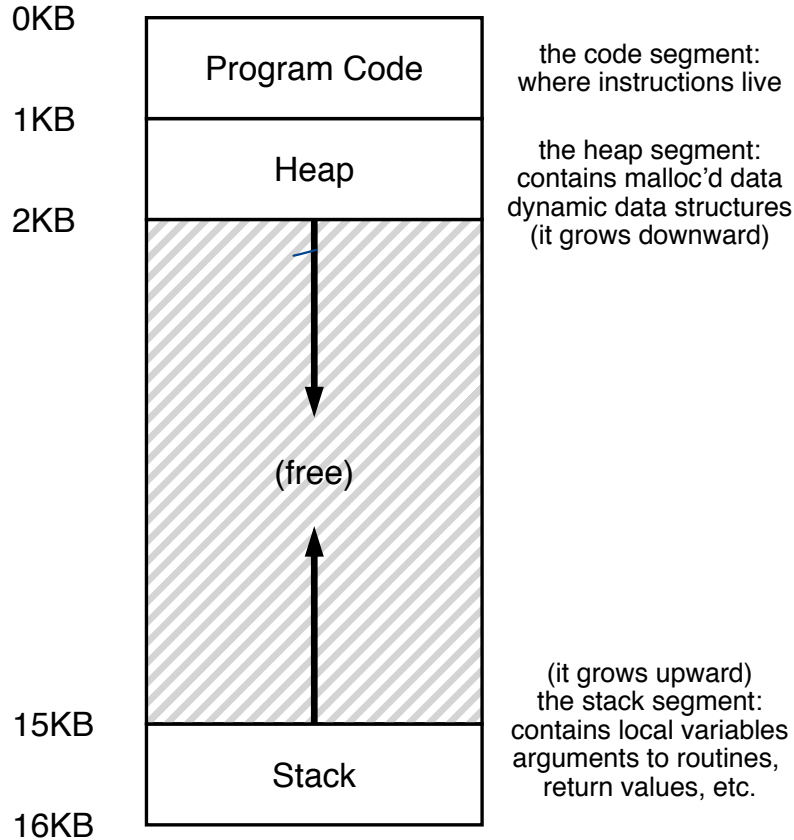 0KB
Program Code
the code segment:
where instructions live
1KB
Heap
the heap segment:
contains malloc’d data
dynamic data structures
(it grows downward)
2KB
(free)
(it grows upward)
the stack segment:
contains local variables
arguments to routines,
return values, etc.
15KB
Stack
16KB